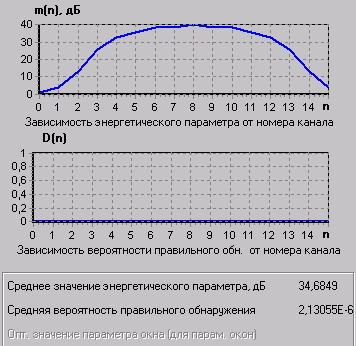 m(n), дБ
40
30
20
10
0
0 1 2 3 4 5 6 7 8 9 10 11 12 13 14 n
Зависимость энергетического параметра от номера канала
D(n)
1
0,8
0,6
0,4
0,2
0
0 1 2 3 4 5 6 7 8 9 10 11 12 13 14 n
Зависимость вероятности правильного обн. от номера канала
Среднее значение энергетического параметра, дБ 34,6849
Средняя вероятность правильного обнаружения 2,13055E-6
Опт. значение параметра окна (для парам. окон)